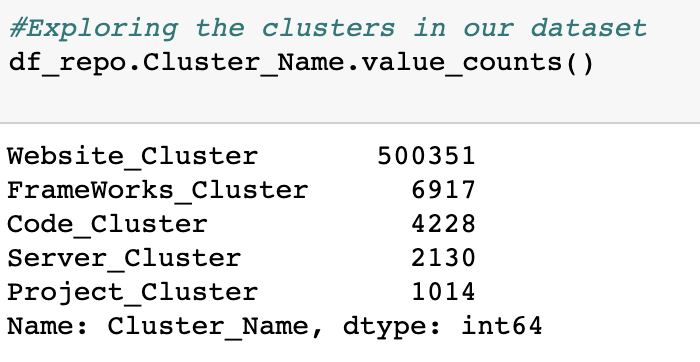 #Exploring the clusters in our dataset
df_repo.Cluster_Name.value_counts()
Website_Cluster 500351
FrameWorks_Cluster 6917
Code_Cluster 4228
Server_Cluster 2130
Project_Cluster 1014
Name: Cluster_Name, dtype: int64